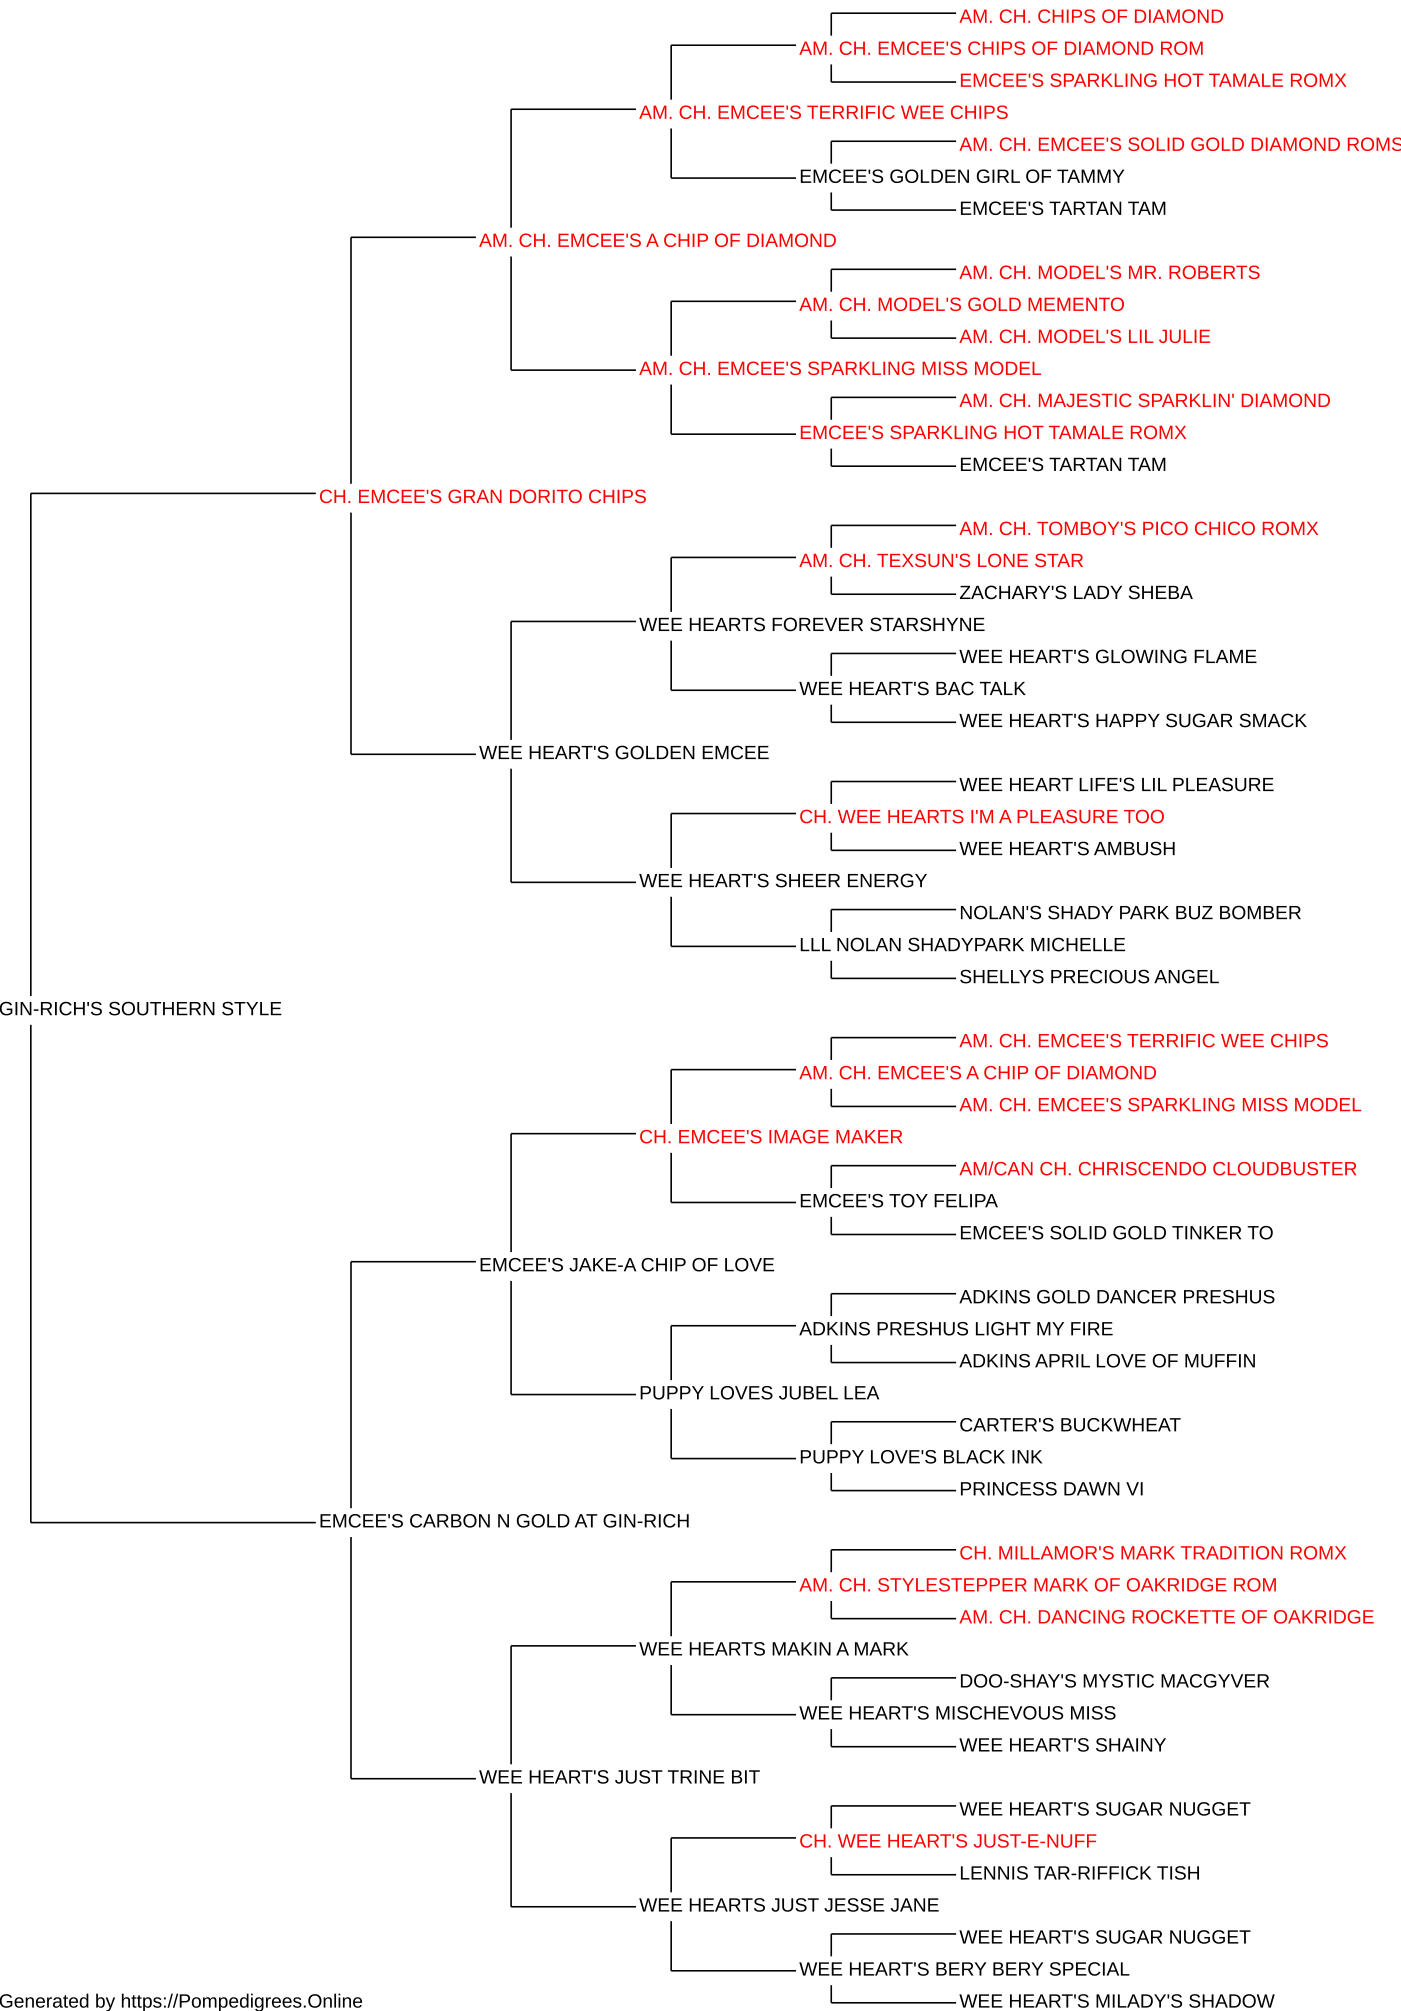 AM. CH. CHIPS OF DIAMOND
AM. CH. EMCEE'S CHIPS OF DIAMOND ROM
EMCEE'S SPARKLING HOT TAMALE ROMX
AM. CH. EMCEE'S TERRIFIC WEE CHIPS
AM. CH. EMCEE'S SOLID GOLD DIAMOND ROMS
EMCEE'S GOLDEN GIRL OF TAMMY
EMCEE'S TARTAN TAM
AM. CH. EMCEE'S A CHIP OF DIAMOND
AM. CH. MODEL'S MR. ROBERTS
AM. CH. MODEL'S GOLD MEMENTO
AM. CH. MODEL'S LIL JULIE
AM. CH. EMCEE'S SPARKLING MISS MODEL
AM. CH. MAJESTIC SPARKLIN' DIAMOND
EMCEE'S SPARKLING HOT TAMALE ROMX
EMCEE'S TARTAN TAM
CH. EMCEE'S GRAN DORITO CHIPS
AM. CH. TOMBOY'S PICO CHICO ROMX
AM. CH. TEXSUN'S LONE STAR
ZACHARY'S LADY SHEBA
WEE HEARTS FOREVER STARSHYNE
WEE HEART'S GLOWING FLAME
WEE HEART'S BAC TALK
WEE HEART'S HAPPY SUGAR SMACK
WEE HEART'S GOLDEN EMCEE
WEE HEART LIFE'S LIL PLEASURE
CH. WEE HEARTS I'M A PLEASURE TOO
WEE HEART'S AMBUSH
WEE HEART'S SHEER ENERGY
NOLAN'S SHADY PARK BUZ BOMBER
LLL NOLAN SHADYPARK MICHELLE
SHELLYS PRECIOUS ANGEL
GIN-RICH'S SOUTHERN STYLE
AM. CH. EMCEE'S TERRIFIC WEE CHIPS
AM. CH. EMCEE'S A CHIP OF DIAMOND
AM. CH. EMCEE'S SPARKLING MISS MODEL
CH. EMCEE'S IMAGE MAKER
AM/CAN CH. CHRISCENDO CLOUDBUSTER
EMCEE'S TOY FELIPA
EMCEE'S SOLID GOLD TINKER TO
EMCEE'S JAKE-A CHIP OF LOVE
ADKINS GOLD DANCER PRESHUS
ADKINS PRESHUS LIGHT MY FIRE
ADKINS APRIL LOVE OF MUFFIN
PUPPY LOVES JUBEL LEA
CARTER'S BUCKWHEAT
PUPPY LOVE'S BLACK INK
PRINCESS DAWN VI
EMCEE'S CARBON N GOLD AT GIN-RICH
CH. MILLAMOR'S MARK TRADITION ROMX
AM. CH. STYLESTEPPER MARK OF OAKRIDGE ROM
AM. CH. DANCING ROCKETTE OF OAKRIDGE
WEE HEARTS MAKIN A MARK
DOO-SHAY'S MYSTIC MACGYVER
WEE HEART'S MISCHEVOUS MISS
WEE HEART'S SHAINY
WEE HEART'S JUST TRINE BIT
WEE HEART'S SUGAR NUGGET
CH. WEE HEART'S JUST-E-NUFF
LENNIS TAR-RIFFICK TISH
WEE HEARTS JUST JESSE JANE
WEE HEART'S SUGAR NUGGET
WEE HEART'S BERY BERY SPECIAL
WEE HEART'S MILADY'S SHADOW
Generated by https://Pompedigrees.Online